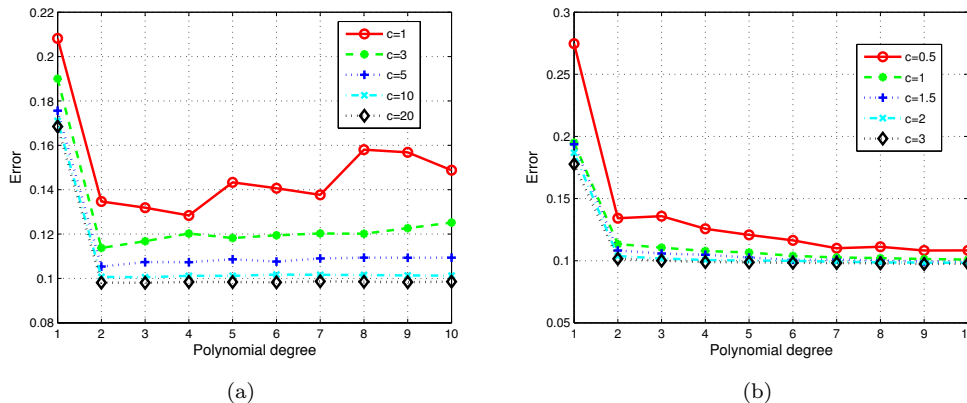 0.22
0.2
0.18
0.16
0.14
0.12
0.1
0.08
Error
1 2 3 4 5 6 7 8 9 10
Polynomial degree
c=1
c=3
c=5
c=10
c=20
(a)
0.3
0.25
0.2
0.15
0.1
0.05
Error
1 2 3 4 5 6 7 8 9 1
Polynomial degree
c=0.5
c=1
c=1.5
c=2
c=3
(b)